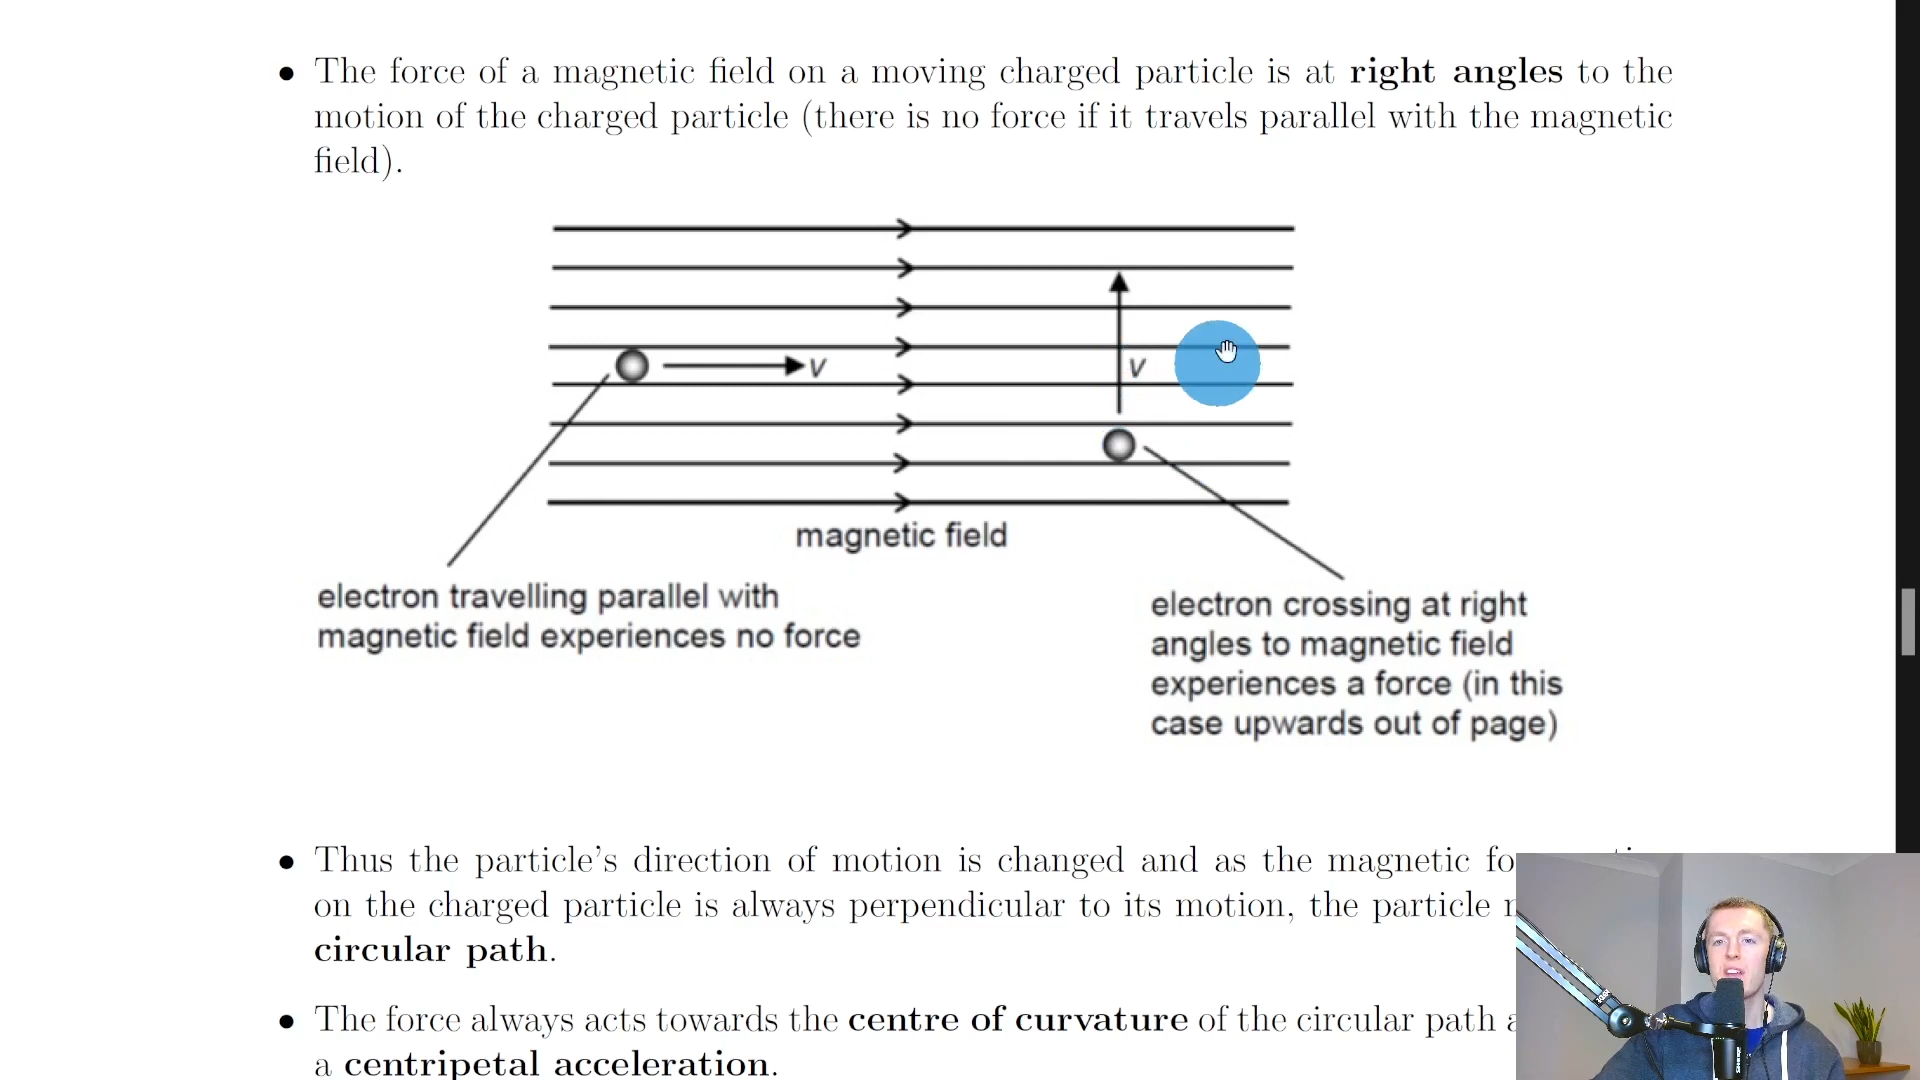 • The force of a magnetic field on a moving charged particle is at right angles to the
motion of the charged particle (there is no force if it travels parallel with the magnetic
field).
v
v
magnetic field
electron travelling parallel with
magnetic field experiences no force
electron crossing at right
angles to magnetic field
experiences a force (in this
case upwards out of page)
• Thus the particle's direction of motion is changed and as the magnetic
on the charged particle is always perpendicular to its motion, the particle
circular path.
• The force always acts towards the centre of curvature of the circular path
a centripetal acceleration.